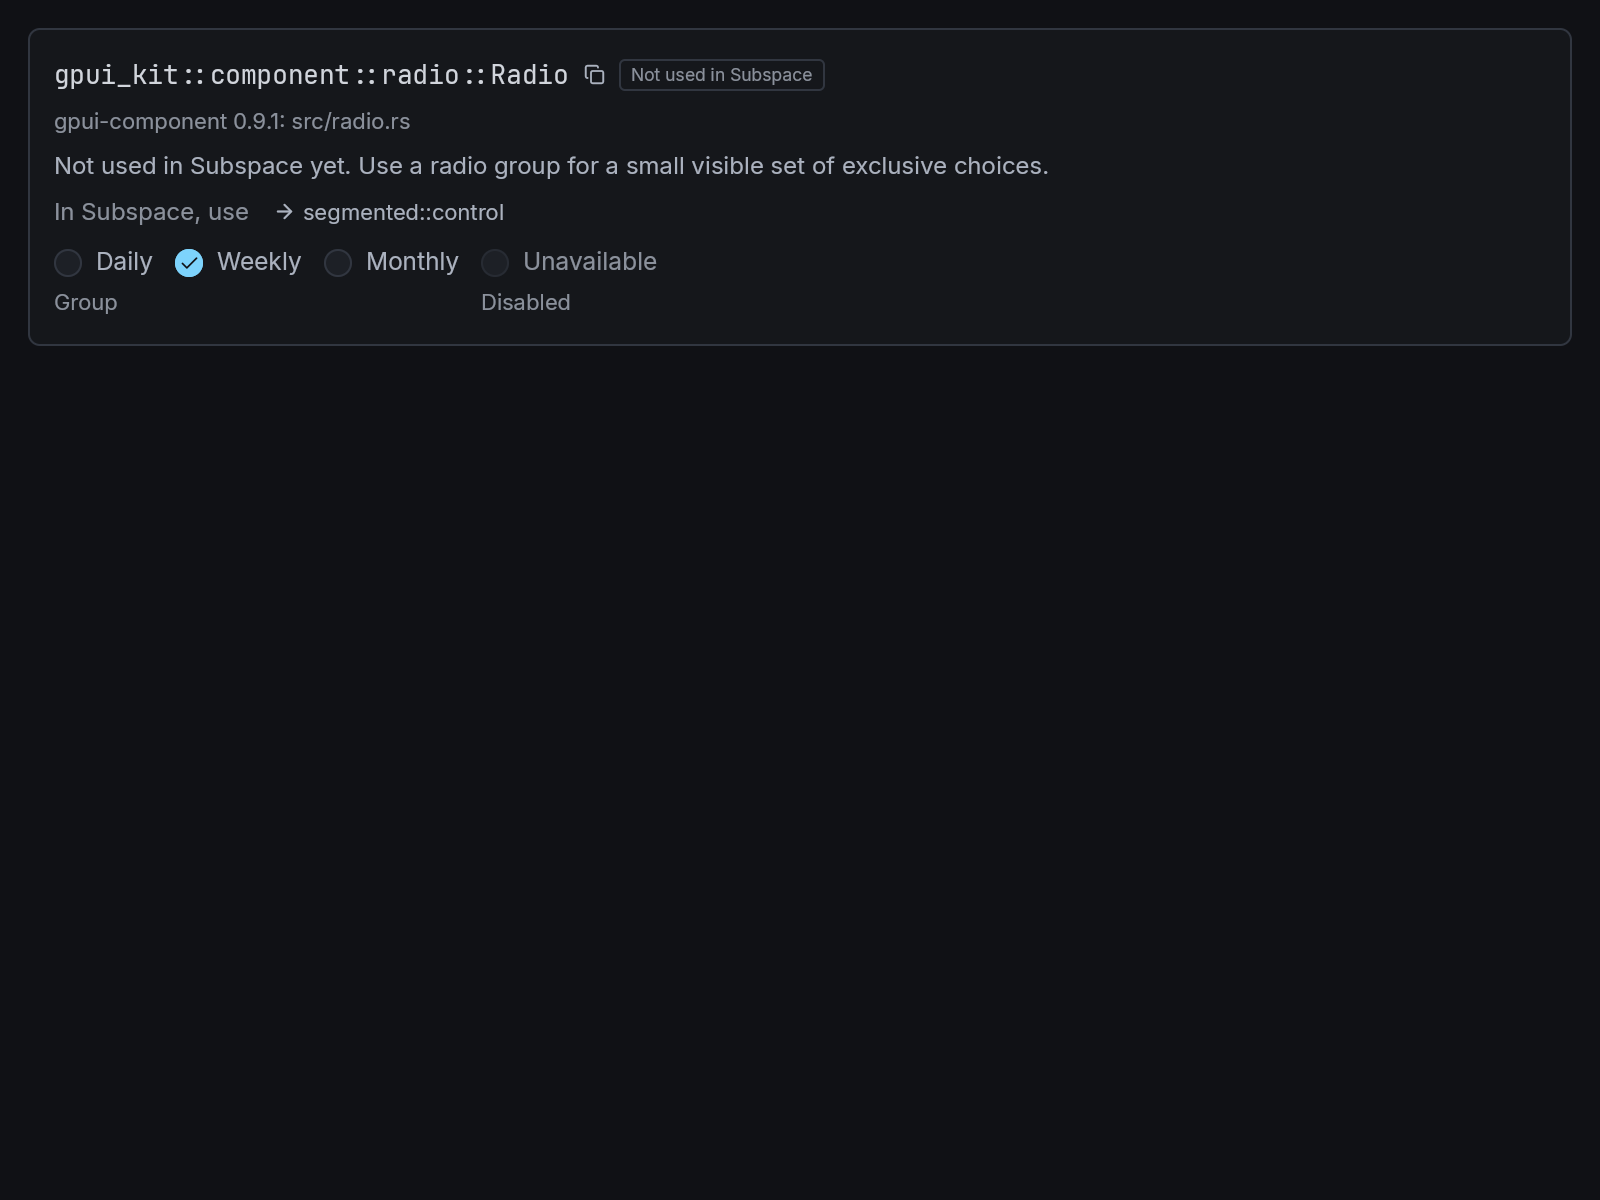 gpui_kit::component::radio::Radio Not used in Subspace
gpui-component 0.9.1: src/radio.rs
Not used in Subspace yet. Use a radio group for a small visible set of exclusive choices.
In Subspace, use → segmented::control
Daily Weekly Monthly Unavailable
Group Disabled